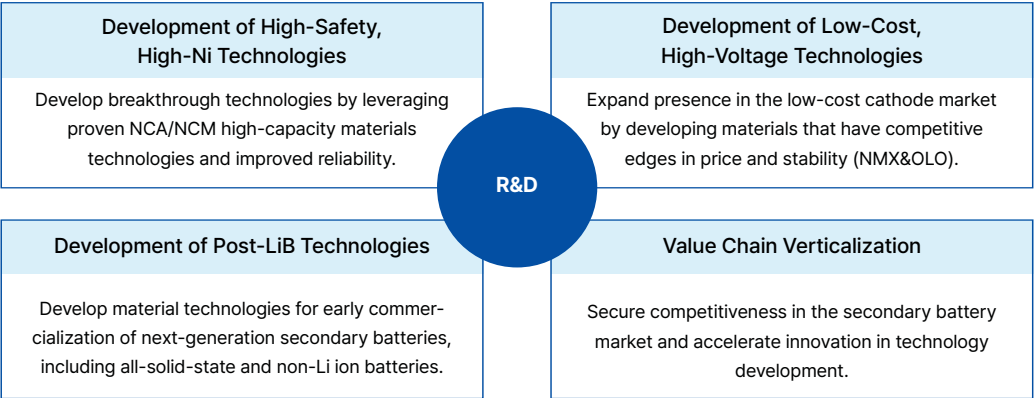 Development of High-Safety,
High-Ni Technologies
Develop breakthrough technologies by leveraging
proven NCA/NCM high-capacity materials
technologies and improved reliability.
Development of Low-Cost,
High-Voltage Technologies
Expand presence in the low-cost cathode market
by developing materials that have competitive
edges in price and stability (NMX&OLO).
R&D
Development of Post-LiB Technologies
Develop material technologies for early commer-
cialization of next-generation secondary batteries,
including all-solid-state and non-Li ion batteries.
Value Chain Verticalization
Secure competitiveness in the secondary battery
market and accelerate innovation in technology
development.